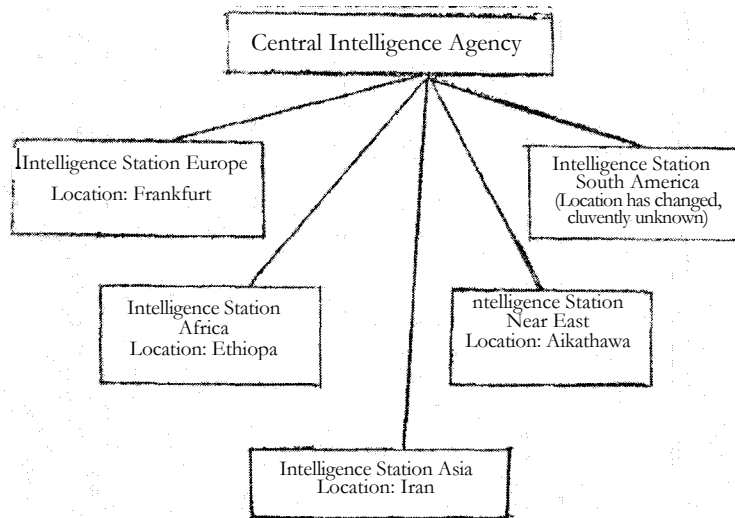 Central Intelligence Agency
Intelligence Station Europe
Location: Frankfurt
Intelligence Station
South America
(Location has changed,
cluvently unknown)
Intelligence Station
Africa
Location: Ethiopa
ntelligence Station
Near East
Location: Aikathawa
Intelligence Station Asia
Location: Iran